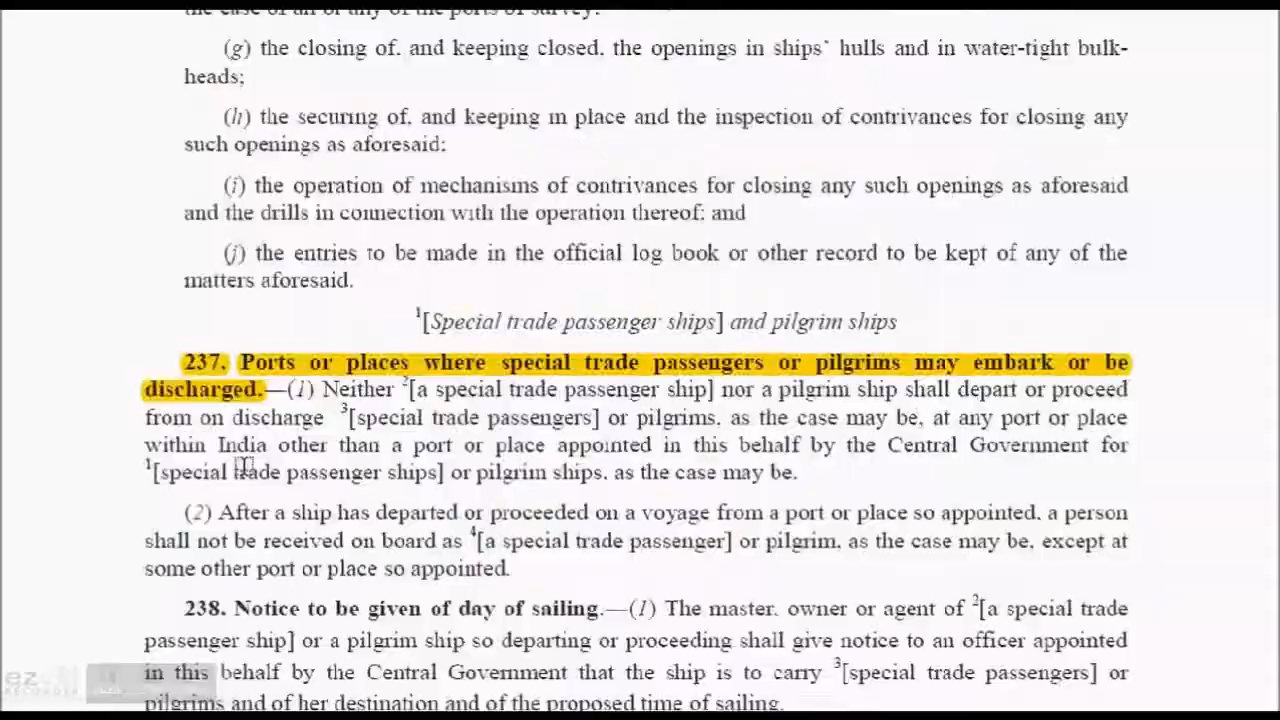 the case of all or any of the ports of survey:
(g) the closing of, and keeping closed, the openings in ships' hulls and in water-tight bulk-
heads;
(h) the securing of, and keeping in place and the inspection of contrivances for closing any
such openings as aforesaid;
(i) the operation of mechanisms of contrivances for closing any such openings as aforesaid
and the drills in connection with the operation thereof; and
(j) the entries to be made in the official log book or other record to be kept of any of the
matters aforesaid.
1[Special trade passenger ships] and pilgrim ships
237. Ports or places where special trade passengers or pilgrims may embark or be
discharged.—(1) Neither 2[a special trade passenger ship] nor a pilgrim ship shall depart or proceed
from on discharge 3[special trade passengers] or pilgrims, as the case may be, at any port or place
within India other than a port or place appointed in this behalf by the Central Government for
1[special trade passenger ships] or pilgrim ships, as the case may be.
(2) After a ship has departed or proceeded on a voyage from a port or place so appointed, a person
shall not be received on board as 4[a special trade passenger] or pilgrim, as the case may be, except at
some other port or place so appointed.
238. Notice to be given of day of sailing.—(1) The master, owner or agent of 2[a special trade
passenger ship] or a pilgrim ship so departing or proceeding shall give notice to an officer appointed
in this behalf by the Central Government that the ship is to carry 3[special trade passengers] or
pilgrims and of her destination and of the proposed time of sailing.
ez
RECORDER